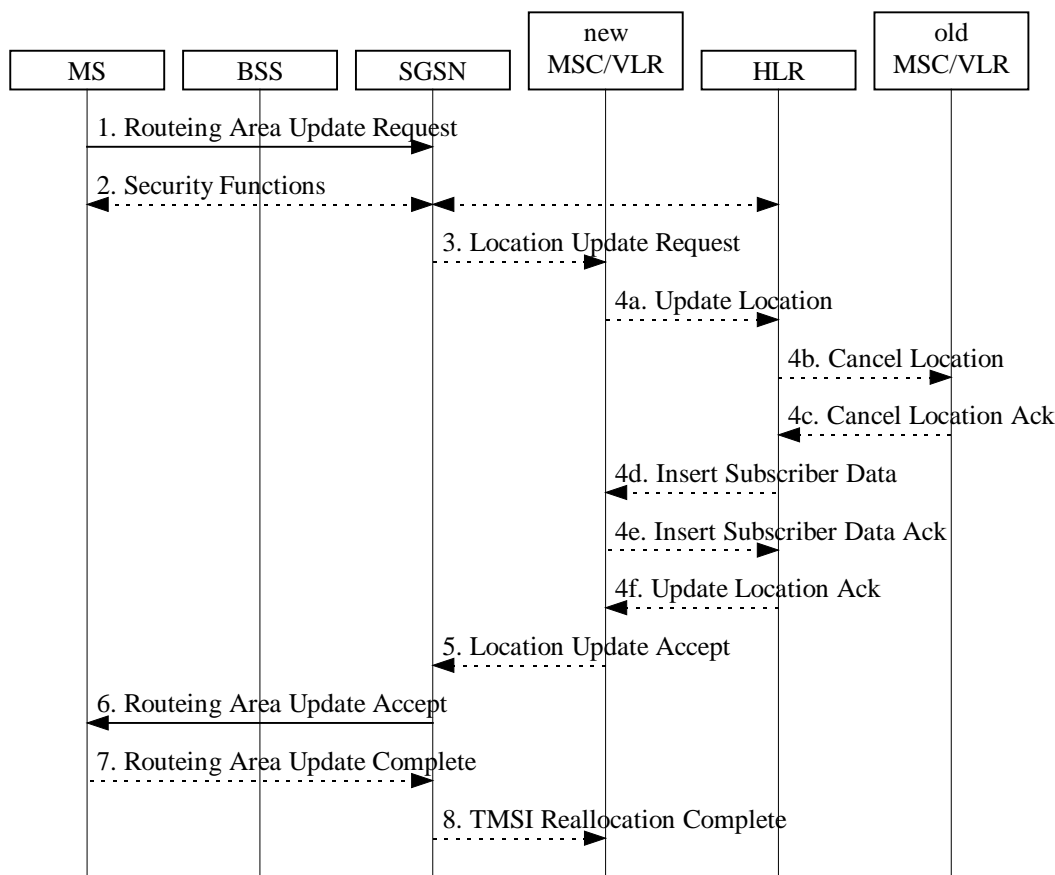 new
old
MS
BSS
SGSN
MSC/VLR
HLR
MSC/VLR
1. Routeing Area Update Request
2. Security Functions
3. Location Update Request
4a. Update Location
4b. Cancel Location
4c. Cancel Location Ack
4d. Insert Subscriber Data
4e. Insert Subscriber Data Ack
4f. Update Location Ack
5. Location Update Accept
6. Routeing Area Update Accept
7. Routeing Area Update Complete
8. TMSI Reallocation Complete